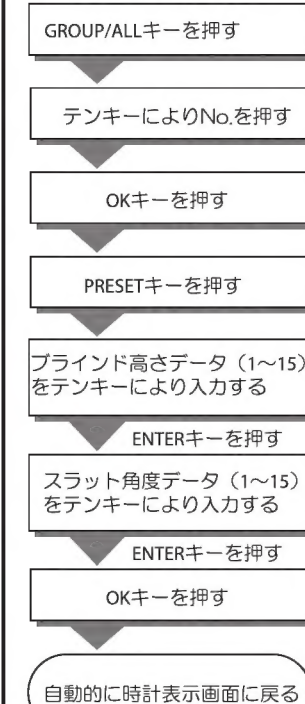 GROUP/ALLキーを押す
テンキーによりNo.を押す
OKキーを押す
PRESETキーを押す
ブラインド高さデータ（1〜15）
をテンキーにより入力する
ENTERキーを押す
スラット角度データ（1〜15）
をテンキーにより入力する
ENTERキーを押す
OKキーを押す
自動的に時計表示画面に戻る